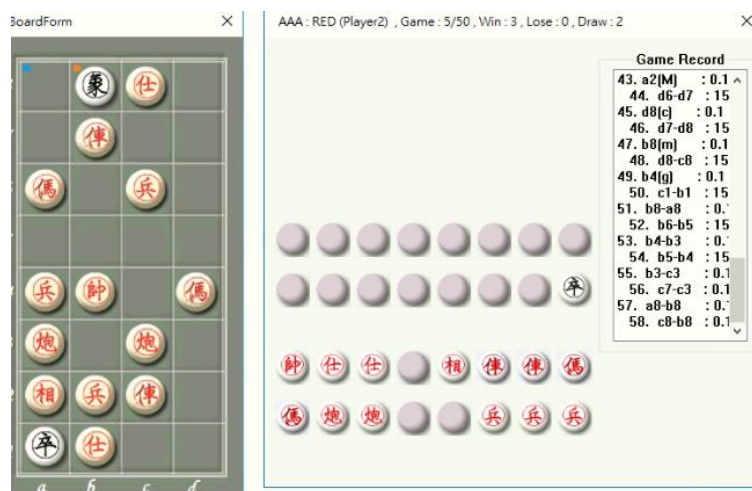 BoardForm
象 仕
俥
傌 兵
兵 帥 傌
炮 炮
相 兵 俥
卒 仕
a b c d
AAA : RED (Player2) , Game : 5/50 , Win : 3 , Lose : 0 , Draw : 2
卒
帥 仕 仕 相 俥 俥 傌
傌 炮 炮 兵 兵 兵
Game Record
43. a2(M) : 0.1
44. d6-d7 : 15
45. d8(c) : 0.1
46. d7-d8 : 15
47. b8(m) : 0.1
48. d8-c8 : 15
49. b4(g) : 0.1
50. c1-b1 : 15
51. b8-a8 : 0.
52. b6-b5 : 15
53. b4-b3 : 0.
54. b5-b4 : 15
55. b3-c3 : 0.
56. c7-c3 : 0.1
57. a8-b8 : 0.
58. c8-b8 : 0.1